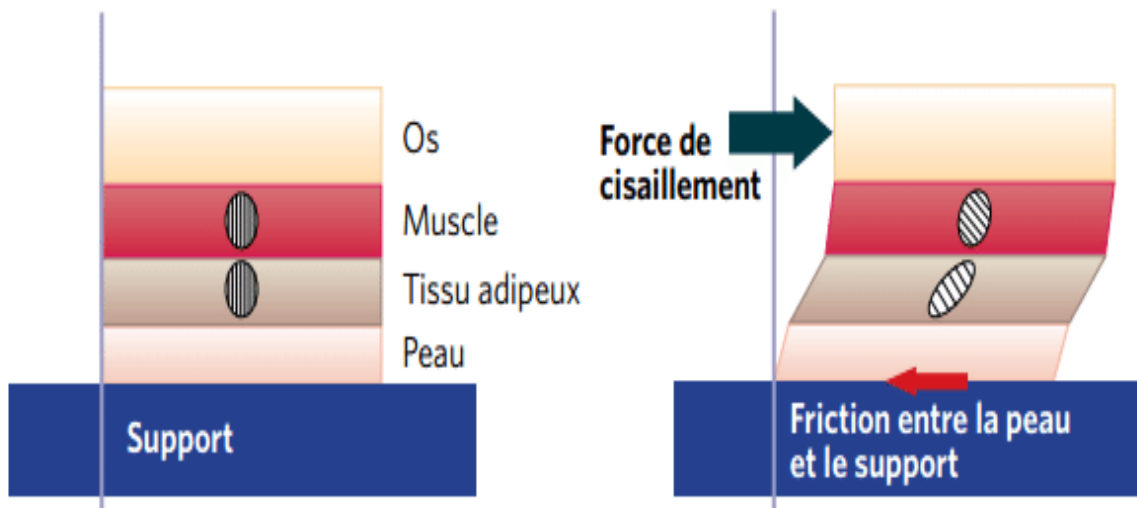 Os
Muscle
Tissu adipeux
Peau
Support
Force de
cisaillement
Friction entre la peau
et le support